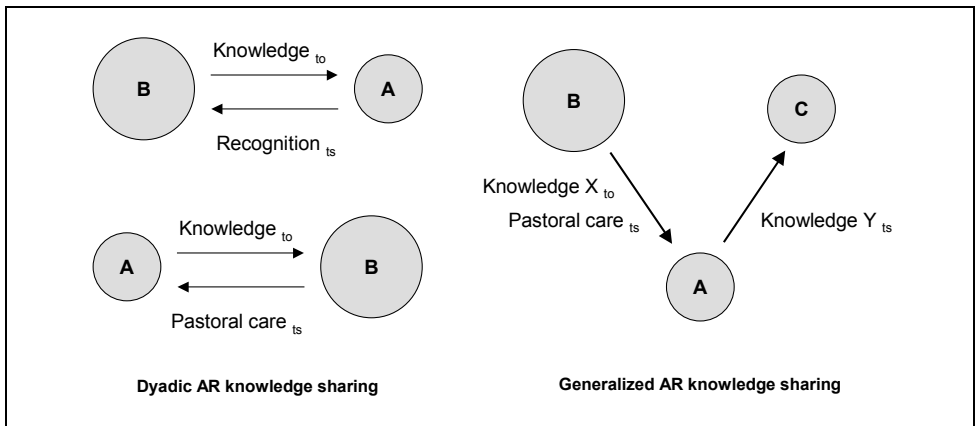 Knowledge to
B
A
Recognition ts
Knowledge to
A
B
Pastoral care ts
Dyadic AR knowledge sharing
B
C
Knowledge X to
Pastoral care ts
Knowledge Y ts
A
Generalized AR knowledge sharing